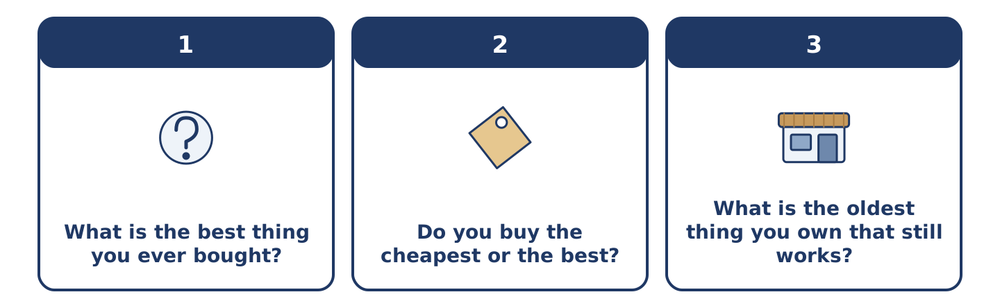 1
What is the best thing
you ever bought?
2
Do you buy the
cheapest or the best?
3
What is the oldest
thing you own that still
works?